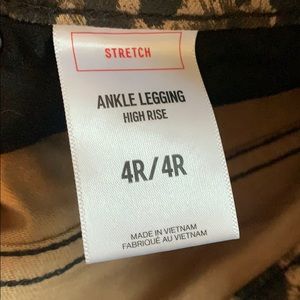 STRETCH
ANKLE LEGGING
HIGH RISE
4R/4R
MADE IN VIETNAM
FABRIQUÉ AU VIETNAM